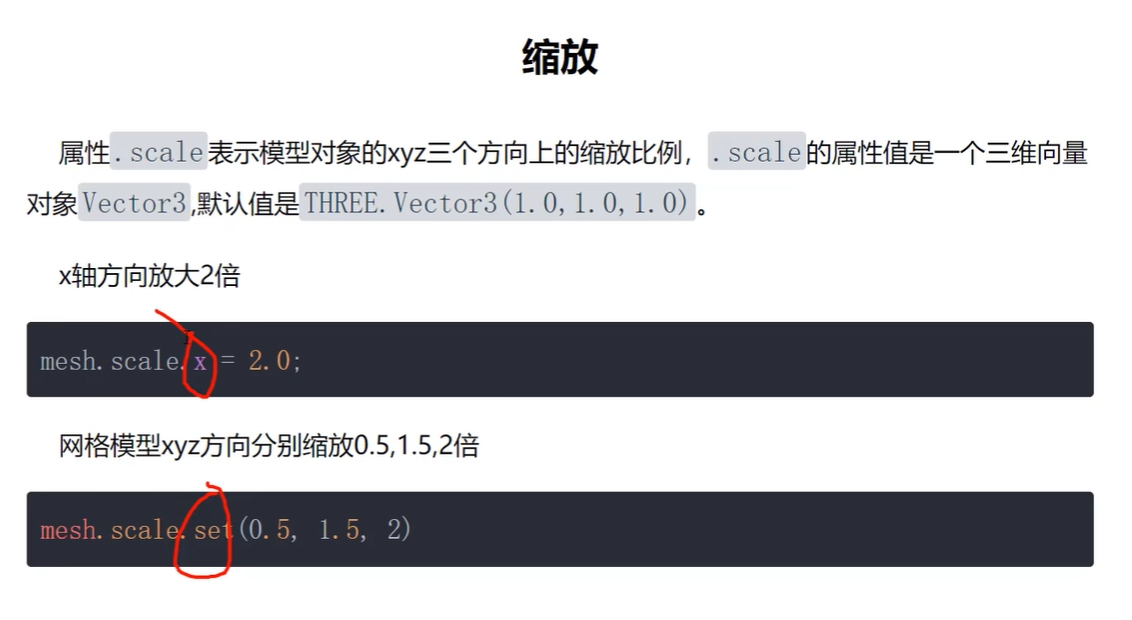 缩放
属性.scale表示模型对象的xyz三个方向上的缩放比例，.scale的属性值是一个三维向量
对象Vector3,默认值是THREE.Vector3(1.0,1.0,1.0)。
x轴方向放大2倍
mesh.scale.x = 2.0;
网格模型xyz方向分别缩放0.5,1.5,2倍
mesh.scale.set(0.5, 1.5, 2)